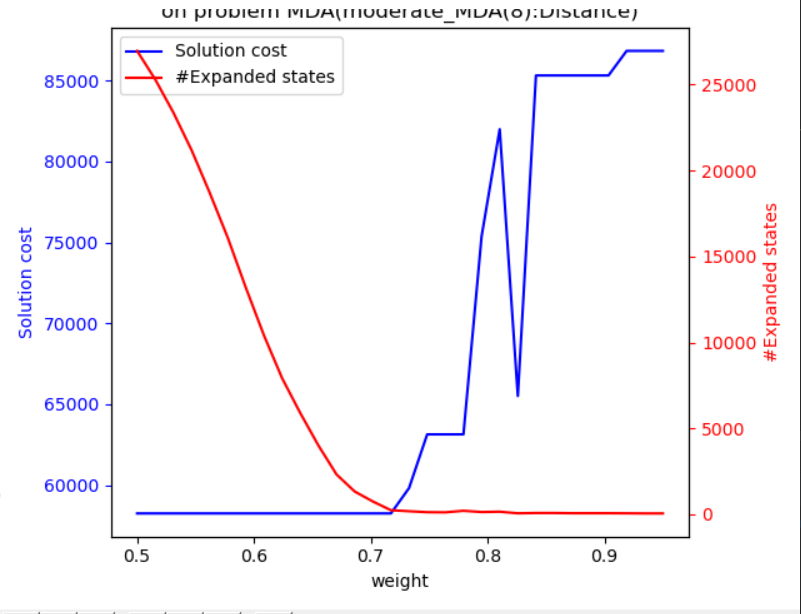 on problem MDA(moderate_MDA(8):Distance)
Solution cost
#Expanded states
85000
80000
75000
70000
65000
60000
Solution cost
25000
20000
15000
10000
5000
0
#Expanded states
0.5 0.6 0.7 0.8 0.9
weight